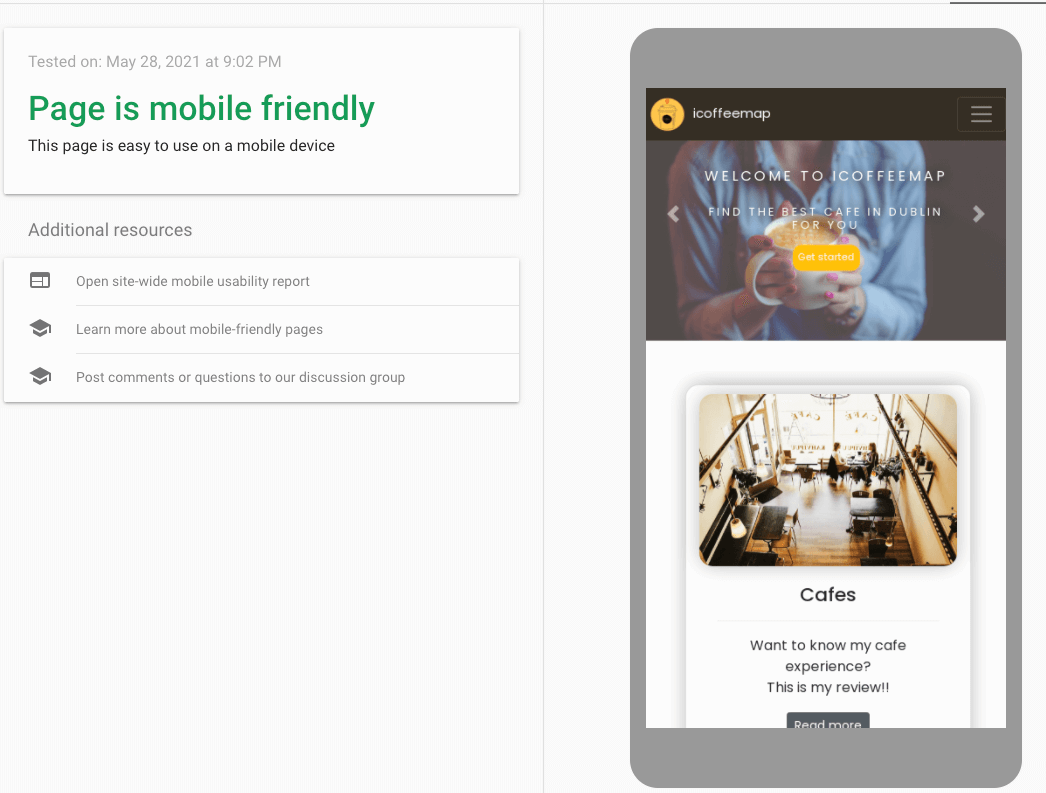 Tested on: May 28, 2021 at 9:02 PM
Page is mobile friendly
This page is easy to use on a mobile device
Additional resources
Open site-wide mobile usability report
Learn more about mobile-friendly pages
Post comments or questions to our discussion group
icoffeemap
WELCOME TO ICOFFEEMAP
FIND THE BEST CAFE IN DUBLIN
FOR YOU
Get started
Cafes
Want to know my cafe
experience?
This is my review!!
Read more